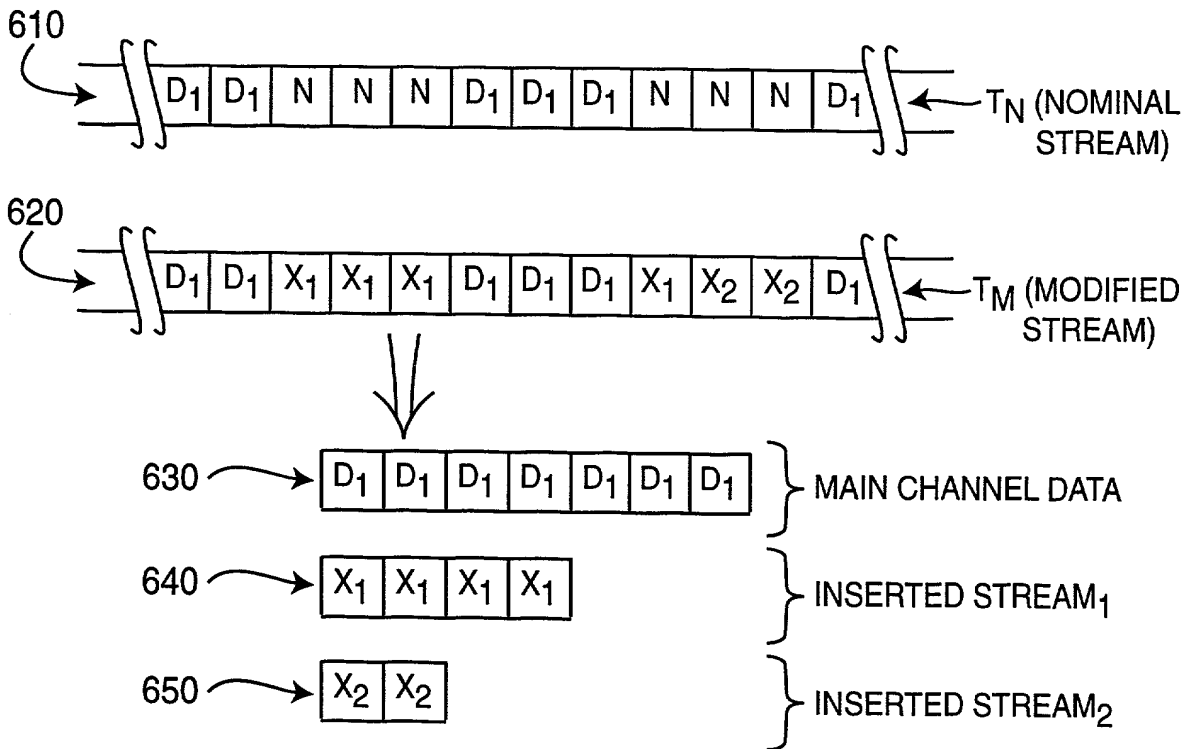 610
D₁ D₁ N N N D₁ D₁ D₁ N N N D₁
T_N (NOMINAL
STREAM)
620
D₁ D₁ X₁ X₁ X₁ D₁ D₁ D₁ X₁ X₂ X₂ D₁
T_M (MODIFIED
STREAM)
630
D₁ D₁ D₁ D₁ D₁ D₁ D₁
MAIN CHANNEL DATA
640
X₁ X₁ X₁ X₁
INSERTED STREAM₁
650
X₂ X₂
INSERTED STREAM₂